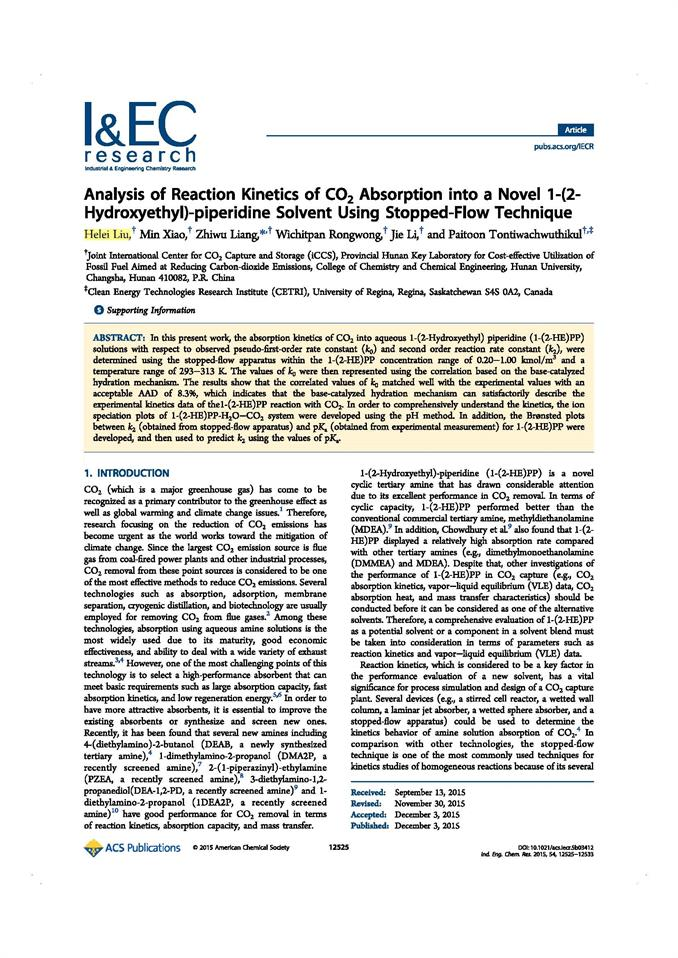 I&EC
research
Industrial & Engineering Chemistry Research
Article
pubs.acs.org/IECR
Analysis of Reaction Kinetics of CO₂ Absorption into a Novel 1-(2-
Hydroxyethyl)-piperidine Solvent Using Stopped-Flow Technique
Helei Liu,† Min Xiao,† Zhiwu Liang,*,† Wichitpan Rongwong,† Jie Li,† and Paitoon Tontiwachwuthikul†,‡
†Joint International Center for CO₂ Capture and Storage (iCCS), Provincial Hunan Key Laboratory for Cost-effective Utilization of
Fossil Fuel Aimed at Reducing Carbon-dioxide Emissions, College of Chemistry and Chemical Engineering, Hunan University,
Changsha, Hunan 410082, P.R. China
‡Clean Energy Technologies Research Institute (CETRI), University of Regina, Regina, Saskatchewan S4S 0A2, Canada
S Supporting Information
ABSTRACT: In this present work, the absorption kinetics of CO₂ into aqueous 1-(2-Hydroxyethyl) piperidine (1-(2-HE)PP)
solutions with respect to observed pseudo-first-order rate constant (k₀) and second order reaction rate constant (k₂), were
determined using the stopped-flow apparatus within the 1-(2-HE)PP concentration range of 0.20−1.00 kmol/m³ and a
temperature range of 293−313 K. The values of k₀ were then represented using the correlation based on the base-catalyzed
hydration mechanism. The results show that the correlated values of k₀ matched well with the experimental values with an
acceptable AAD of 8.3%, which indicates that the base-catalyzed hydration mechanism can satisfactorily describe the
experimental kinetics data of the1-(2-HE)PP reaction with CO₂. In order to comprehensively understand the kinetics, the ion
speciation plots of 1-(2-HE)PP-H₂O−CO₂ system were developed using the pH method. In addition, the Brønsted plots
between k₂ (obtained from stopped-flow apparatus) and pKₐ (obtained from experimental measurement) for 1-(2-HE)PP were
developed, and then used to predict k₂ using the values of pKₐ.
1. INTRODUCTION
CO₂ (which is a major greenhouse gas) has come to be
recognized as a primary contributor to the greenhouse effect as
well as global warming and climate change issues.¹ Therefore,
research focusing on the reduction of CO₂ emissions has
become urgent as the world works toward the mitigation of
climate change. Since the largest CO₂ emission source is flue
gas from coal-fired power plants and other industrial processes,
CO₂ removal from these point sources is considered to be one
of the most effective methods to reduce CO₂ emissions. Several
technologies such as absorption, adsorption, membrane
separation, cryogenic distillation, and biotechnology are usually
employed for removing CO₂ from flue gases.² Among these
technologies, absorption using aqueous amine solutions is the
most widely used due to its maturity, good economic
effectiveness, and ability to deal with a wide variety of exhaust
streams.³,⁴ However, one of the most challenging points of this
technology is to select a high-performance absorbent that can
meet basic requirements such as large absorption capacity, fast
absorption kinetics, and low regeneration energy.⁵,⁶ In order to
have more attractive absorbents, it is essential to improve the
existing absorbents or synthesize and screen new ones.
Recently, it has been found that several new amines including
4-(diethylamino)-2-butanol (DEAB, a newly synthesized
tertiary amine),⁴ 1-dimethylamino-2-propanol (DMA2P, a
recently screened amine),⁷ 2-(1-piperazinyl)-ethylamine
(PZEA, a recently screened amine),⁸ 3-diethylamino-1,2-
propanediol(DEA-1,2-PD, a recently screened amine)⁹ and 1-
diethylamino-2-propanol (1DEA2P, a recently screened
amine)¹⁰ have good performance for CO₂ removal in terms
of reaction kinetics, absorption capacity, and mass transfer.
1-(2-Hydroxyethyl)-piperidine (1-(2-HE)PP) is a novel
cyclic tertiary amine that has drawn considerable attention
due to its excellent performance in CO₂ removal. In terms of
cyclic capacity, 1-(2-HE)PP performed better than the
conventional commercial tertiary amine, methyldiethanolamine
(MDEA).⁹ In addition, Chowdhury et al.⁹ also found that 1-(2-
HE)PP displayed a relatively high absorption rate compared
with other tertiary amines (e.g., dimethylmonoethanolamine
(DMMEA) and MDEA). Despite that, other investigations of
the performance of 1-(2-HE)PP in CO₂ capture (e.g., CO₂
absorption kinetics, vapor−liquid equilibrium (VLE) data, CO₂
absorption heat, and mass transfer characteristics) should be
conducted before it can be considered as one of the alternative
solvents. Therefore, a comprehensive evaluation of 1-(2-HE)PP
as a potential solvent or a component in a solvent blend must
be taken into consideration in terms of parameters such as
reaction kinetics and vapor−liquid equilibrium (VLE) data.
Reaction kinetics, which is considered to be a key factor in
the performance evaluation of a new solvent, has a vital
significance for process simulation and design of a CO₂ capture
plant. Several devices (e.g., a stirred cell reactor, a wetted wall
column, a laminar jet absorber, a wetted sphere absorber, and a
stopped-flow apparatus) could be used to determine the
kinetics behavior of amine solution absorption of CO₂.⁴ In
comparison with other technologies, the stopped-flow
technique is one of the most commonly used techniques for
kinetics studies of homogeneous reactions because of its several
Received: September 13, 2015
Revised: November 30, 2015
Accepted: December 3, 2015
Published: December 3, 2015
ACS Publications © 2015 American Chemical Society
12525
DOI: 10.1021/acs.iecr.5b03412
Ind. Eng. Chem. Res. 2015, 54, 12525−12533